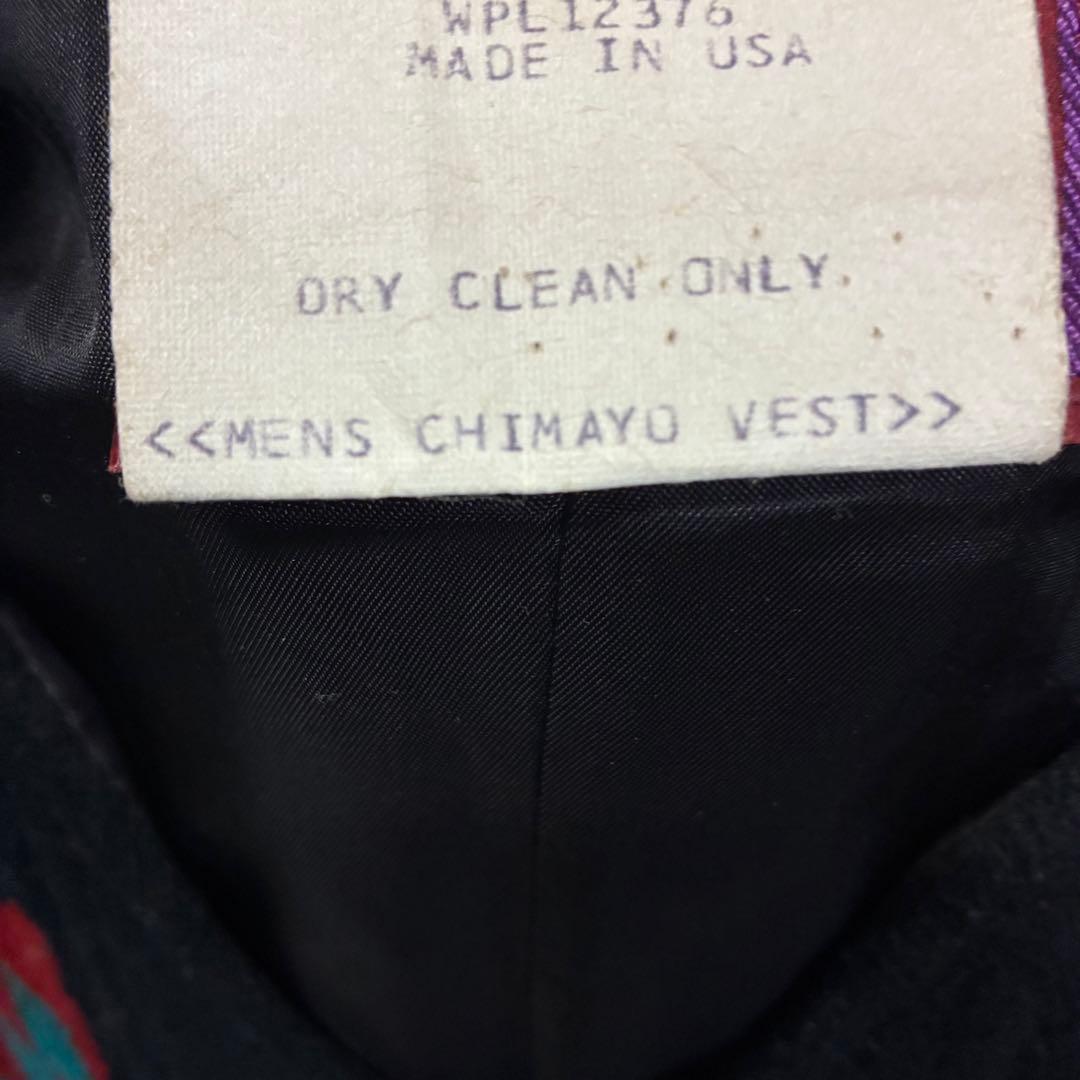 WPL12376
MADE IN USA
DRY CLEAN ONLY
<<MENS CHIMAYO VEST>>